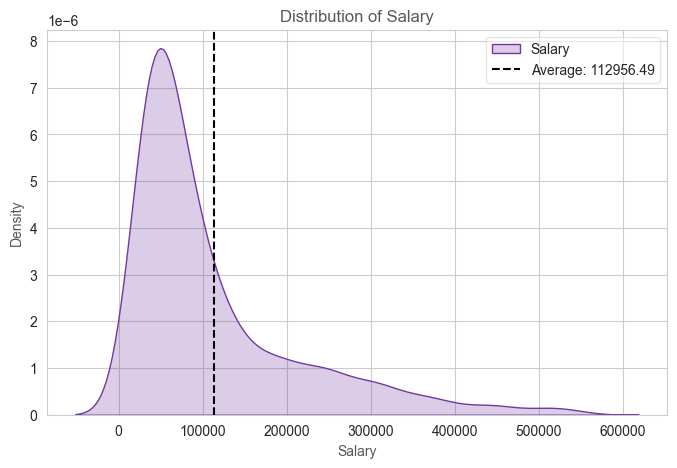 Distribution of Salary
1e−6
Salary
Average: 112956.49
8
7
6
5
4
3
2
1
0
Density
0 100000 200000 300000 400000 500000 600000
Salary